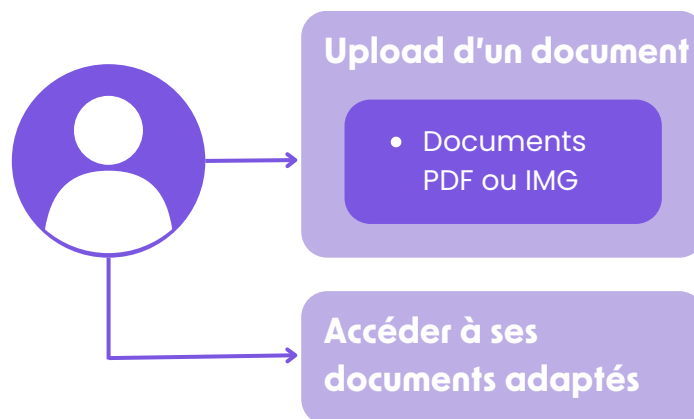 Upload d'un document
• Documents
PDF ou IMG
Accéder à ses
documents adaptés